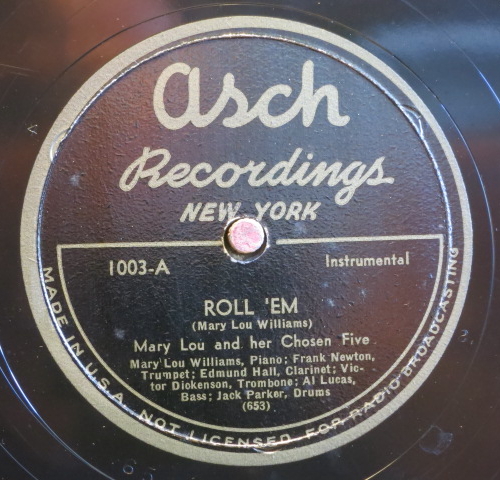 asch
Recordings
NEW YORK
1003-A
Instrumental
ROLL 'EM
(Mary Lou Williams)
Mary Lou and her Chosen Five
Mary Lou Williams, Piano; Frank Newton,
Trumpet; Edmund Hall, Clarinet; Vic-
tor Dickenson, Trombone; Al Lucas,
Bass; Jack Parker, Drums
(653)
MADE IN U.S.A. NOT LICENSED FOR RADIO BROADCASTING